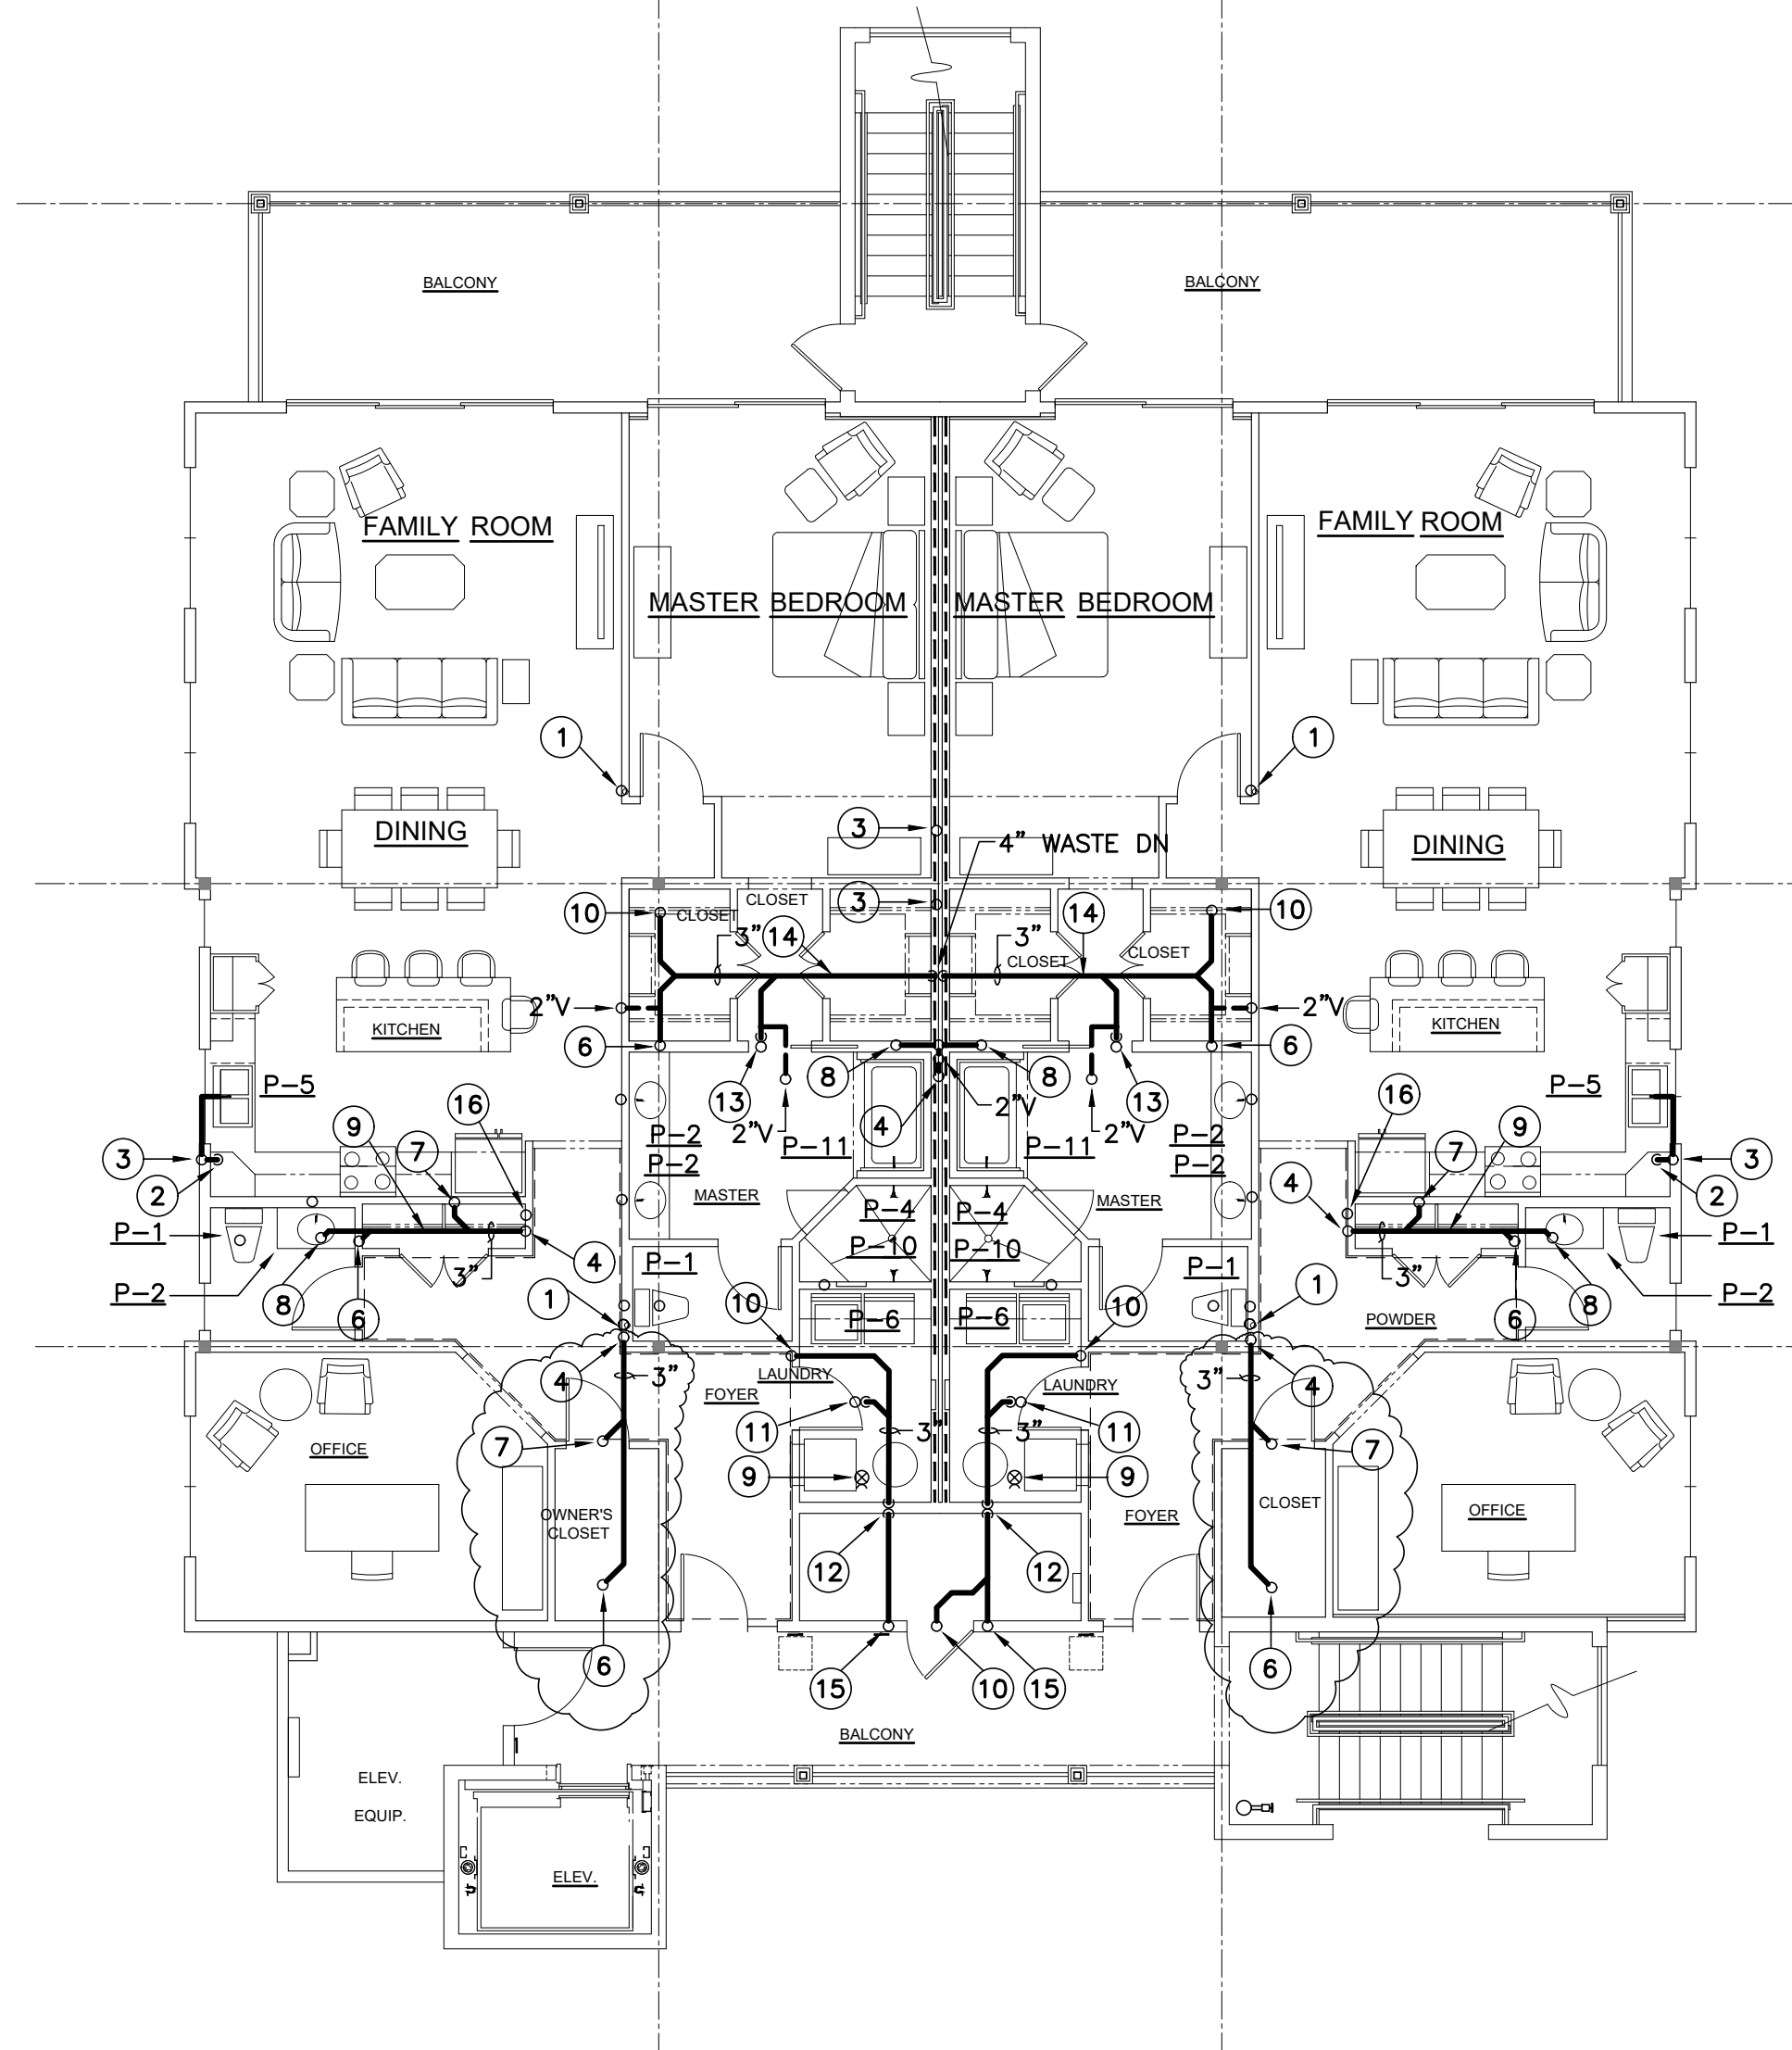 BALCONY
BALCONY
FAMILY ROOM
FAMILY ROOM
MASTER BEDROOM
MASTER BEDROOM
1
1
3
DINING
4" WASTE DN
DINING
10
CLOSET
CLOSET
3
14
10
3"
14
3"
CLOSET
CLOSET
2"V
2"V
KITCHEN
KITCHEN
6
6
8
8
P-5
P-5
13
2"V
13
16
16
9
4
9
2"V
P-11
P-11
2"V
P-2
P-2
7
7
3
P-2
P-2
3
2
4
2
MASTER
MASTER
P-4
P-4
P-1
P-1
P-10
P-10
4
3"
P-1
P-1
3"
P-2
P-2
8
6
1
10
P-6
P-6
10
1
POWDER
6
8
4
3"
LAUNDRY
LAUNDRY
3"
4
FOYER
11
3"
3"
11
OFFICE
7
7
9
9
OWNER'S
CLOSET
CLOSET
OFFICE
FOYER
12
12
6
6
15
10
15
BALCONY
ELEV.
EQUIP.
ELEV.